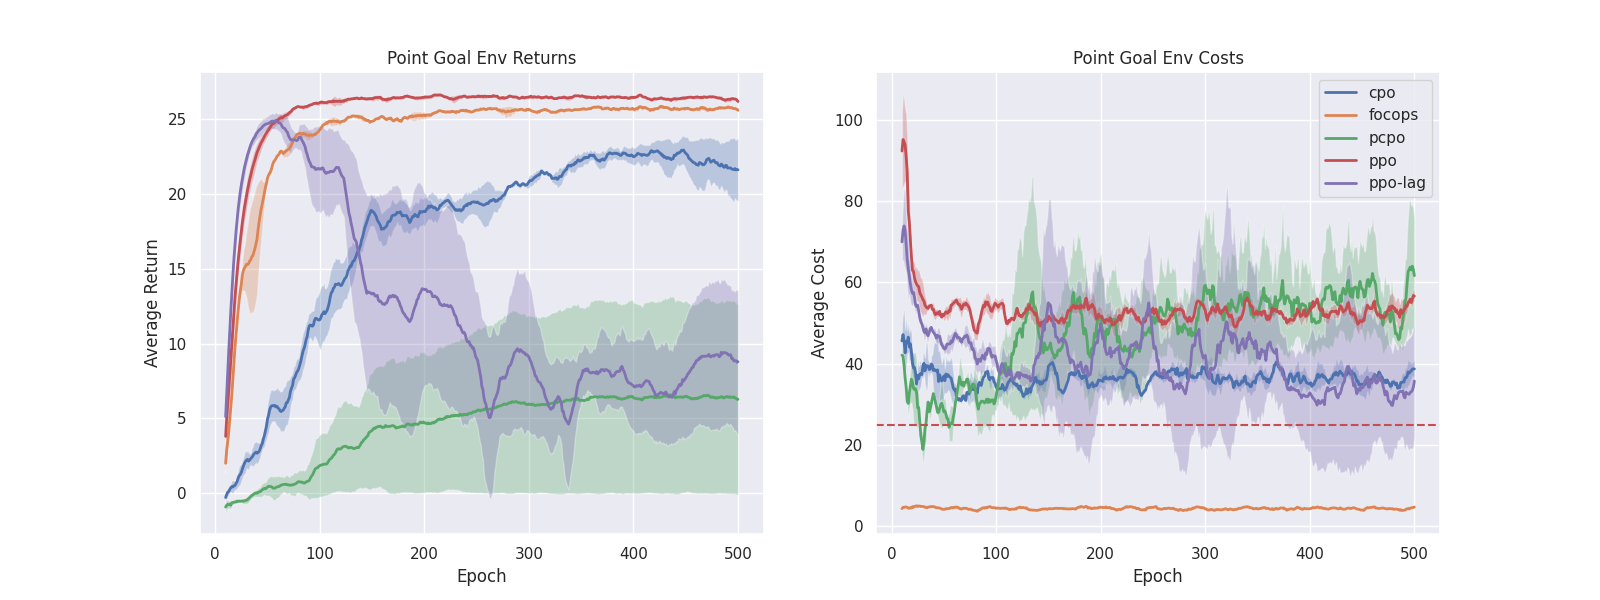 Point Goal Env Returns
Average Return
25
20
15
10
5
0
0 100 200 300 400 500
Epoch
Point Goal Env Costs
Average Cost
100
80
60
40
20
0
0 100 200 300 400 500
Epoch
cpo
focops
pcpo
ppo
ppo-lag